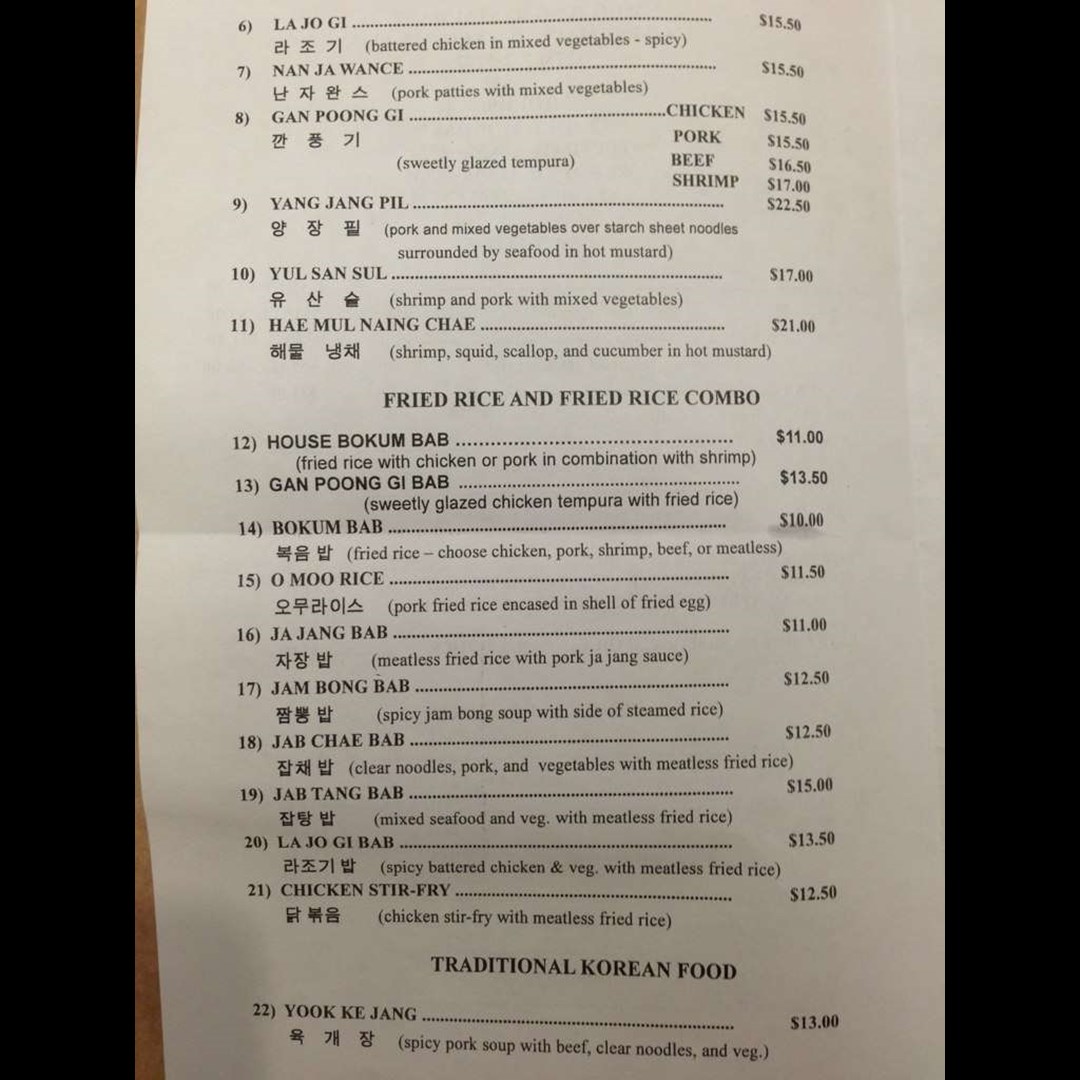 6) LA JO GI ........................ $15.50
라 조 기 (battered chicken in mixed vegetables - spicy)
7) NAN JA WANCE ........................ $15.50
난 자 완 스 (pork patties with mixed vegetables)
8) GAN POONG GI ........................CHICKEN $15.50
깐 풍 기 PORK $15.50
(sweetly glazed tempura) BEEF $16.50
SHRIMP $17.00
9) YANG JANG PIL ........................ $22.50
양 장 필 (pork and mixed vegetables over starch sheet noodles
surrounded by seafood in hot mustard)
10) YUL SAN SUL ........................ $17.00
유 산 슬 (shrimp and pork with mixed vegetables)
11) HAE MUL NAING CHAE ........................ $21.00
해물 냉채 (shrimp, squid, scallop, and cucumber in hot mustard)
FRIED RICE AND FRIED RICE COMBO
12) HOUSE BOKUM BAB ........................ $11.00
(fried rice with chicken or pork in combination with shrimp)
13) GAN POONG GI BAB ........................ $13.50
(sweetly glazed chicken tempura with fried rice)
14) BOKUM BAB ........................ $10.00
복음 밥 (fried rice – choose chicken, pork, shrimp, beef, or meatless)
15) O MOO RICE ........................ $11.50
오무라이스 (pork fried rice encased in shell of fried egg)
16) JA JANG BAB ........................ $11.00
자장 밥 (meatless fried rice with pork ja jang sauce)
17) JAM BONG BAB ........................ $12.50
짬뽕 밥 (spicy jam bong soup with side of steamed rice)
18) JAB CHAE BAB ........................ $12.50
잡채 밥 (clear noodles, pork, and vegetables with meatless fried rice)
19) JAB TANG BAB ........................ $15.00
잡탕 밥 (mixed seafood and veg. with meatless fried rice)
20) LA JO GI BAB ........................ $13.50
라조기 밥 (spicy battered chicken & veg. with meatless fried rice)
21) CHICKEN STIR-FRY ........................ $12.50
닭 볶음 (chicken stir-fry with meatless fried rice)
TRADITIONAL KOREAN FOOD
22) YOOK KE JANG ........................ $13.00
육 개 장 (spicy pork soup with beef, clear noodles, and veg.)